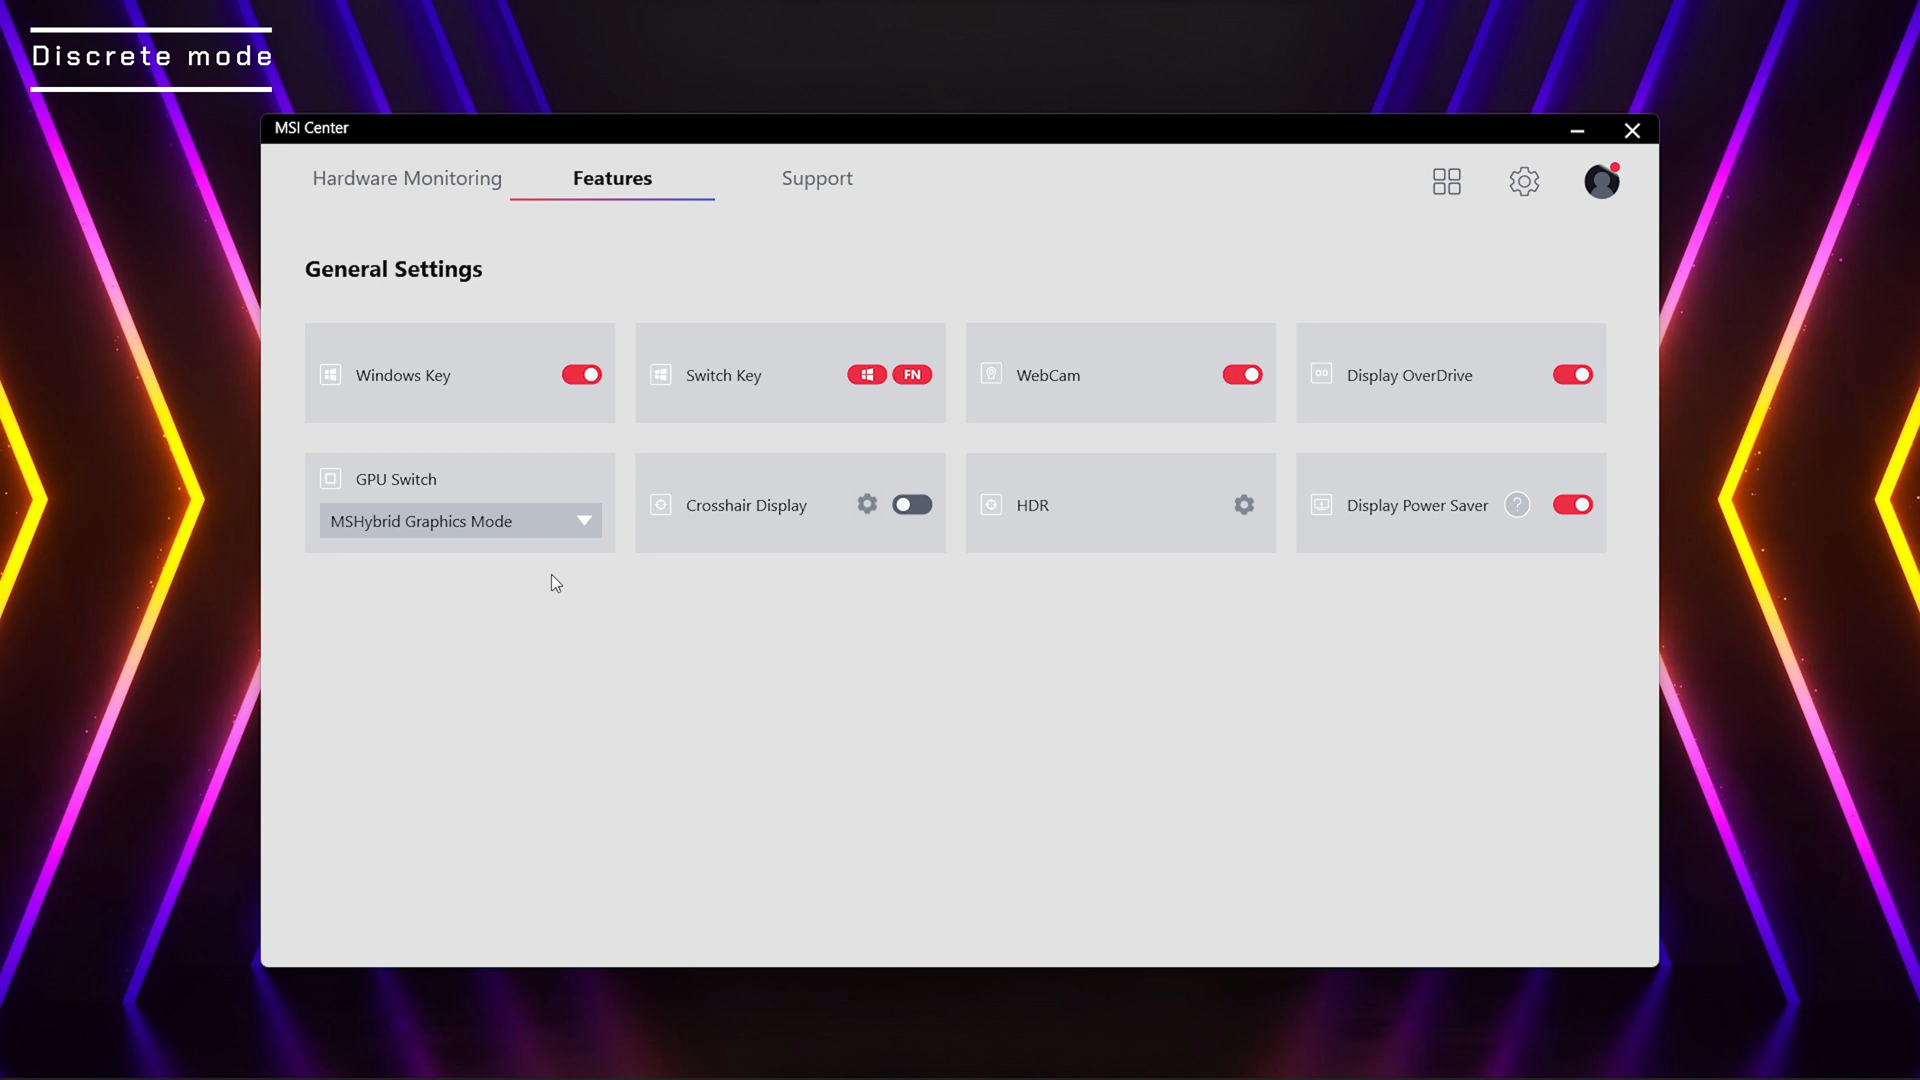 Discrete mode
MSI Center
Hardware Monitoring
Features
Support
General Settings
Windows Key
Switch Key
FN
WebCam
Display OverDrive
GPU Switch
MSHybrid Graphics Mode
Crosshair Display
HDR
Display Power Saver
?